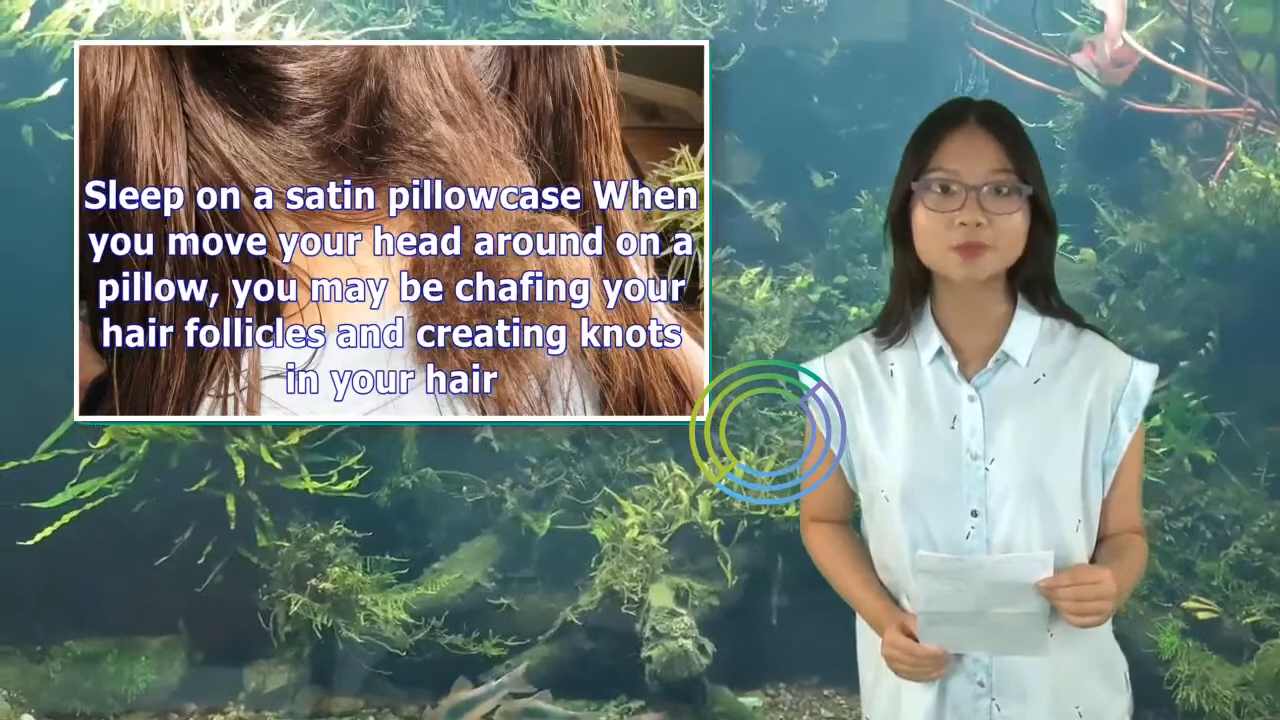 Sleep on a satin pillowcase When
you move your head around on a
pillow, you may be chafing your
hair follicles and creating knots
in your hair